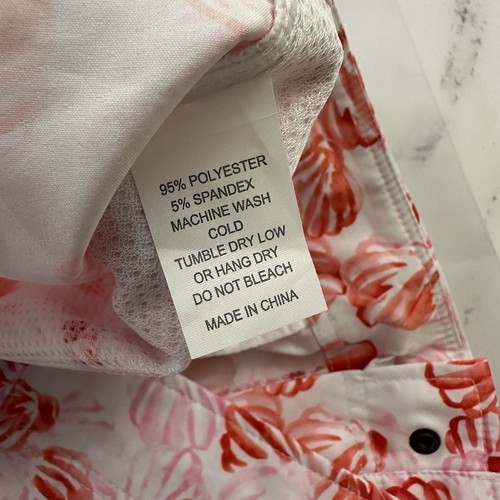 95% POLYESTER
5% SPANDEX
MACHINE WASH
COLD
TUMBLE DRY LOW
OR HANG DRY
DO NOT BLEACH
MADE IN CHINA